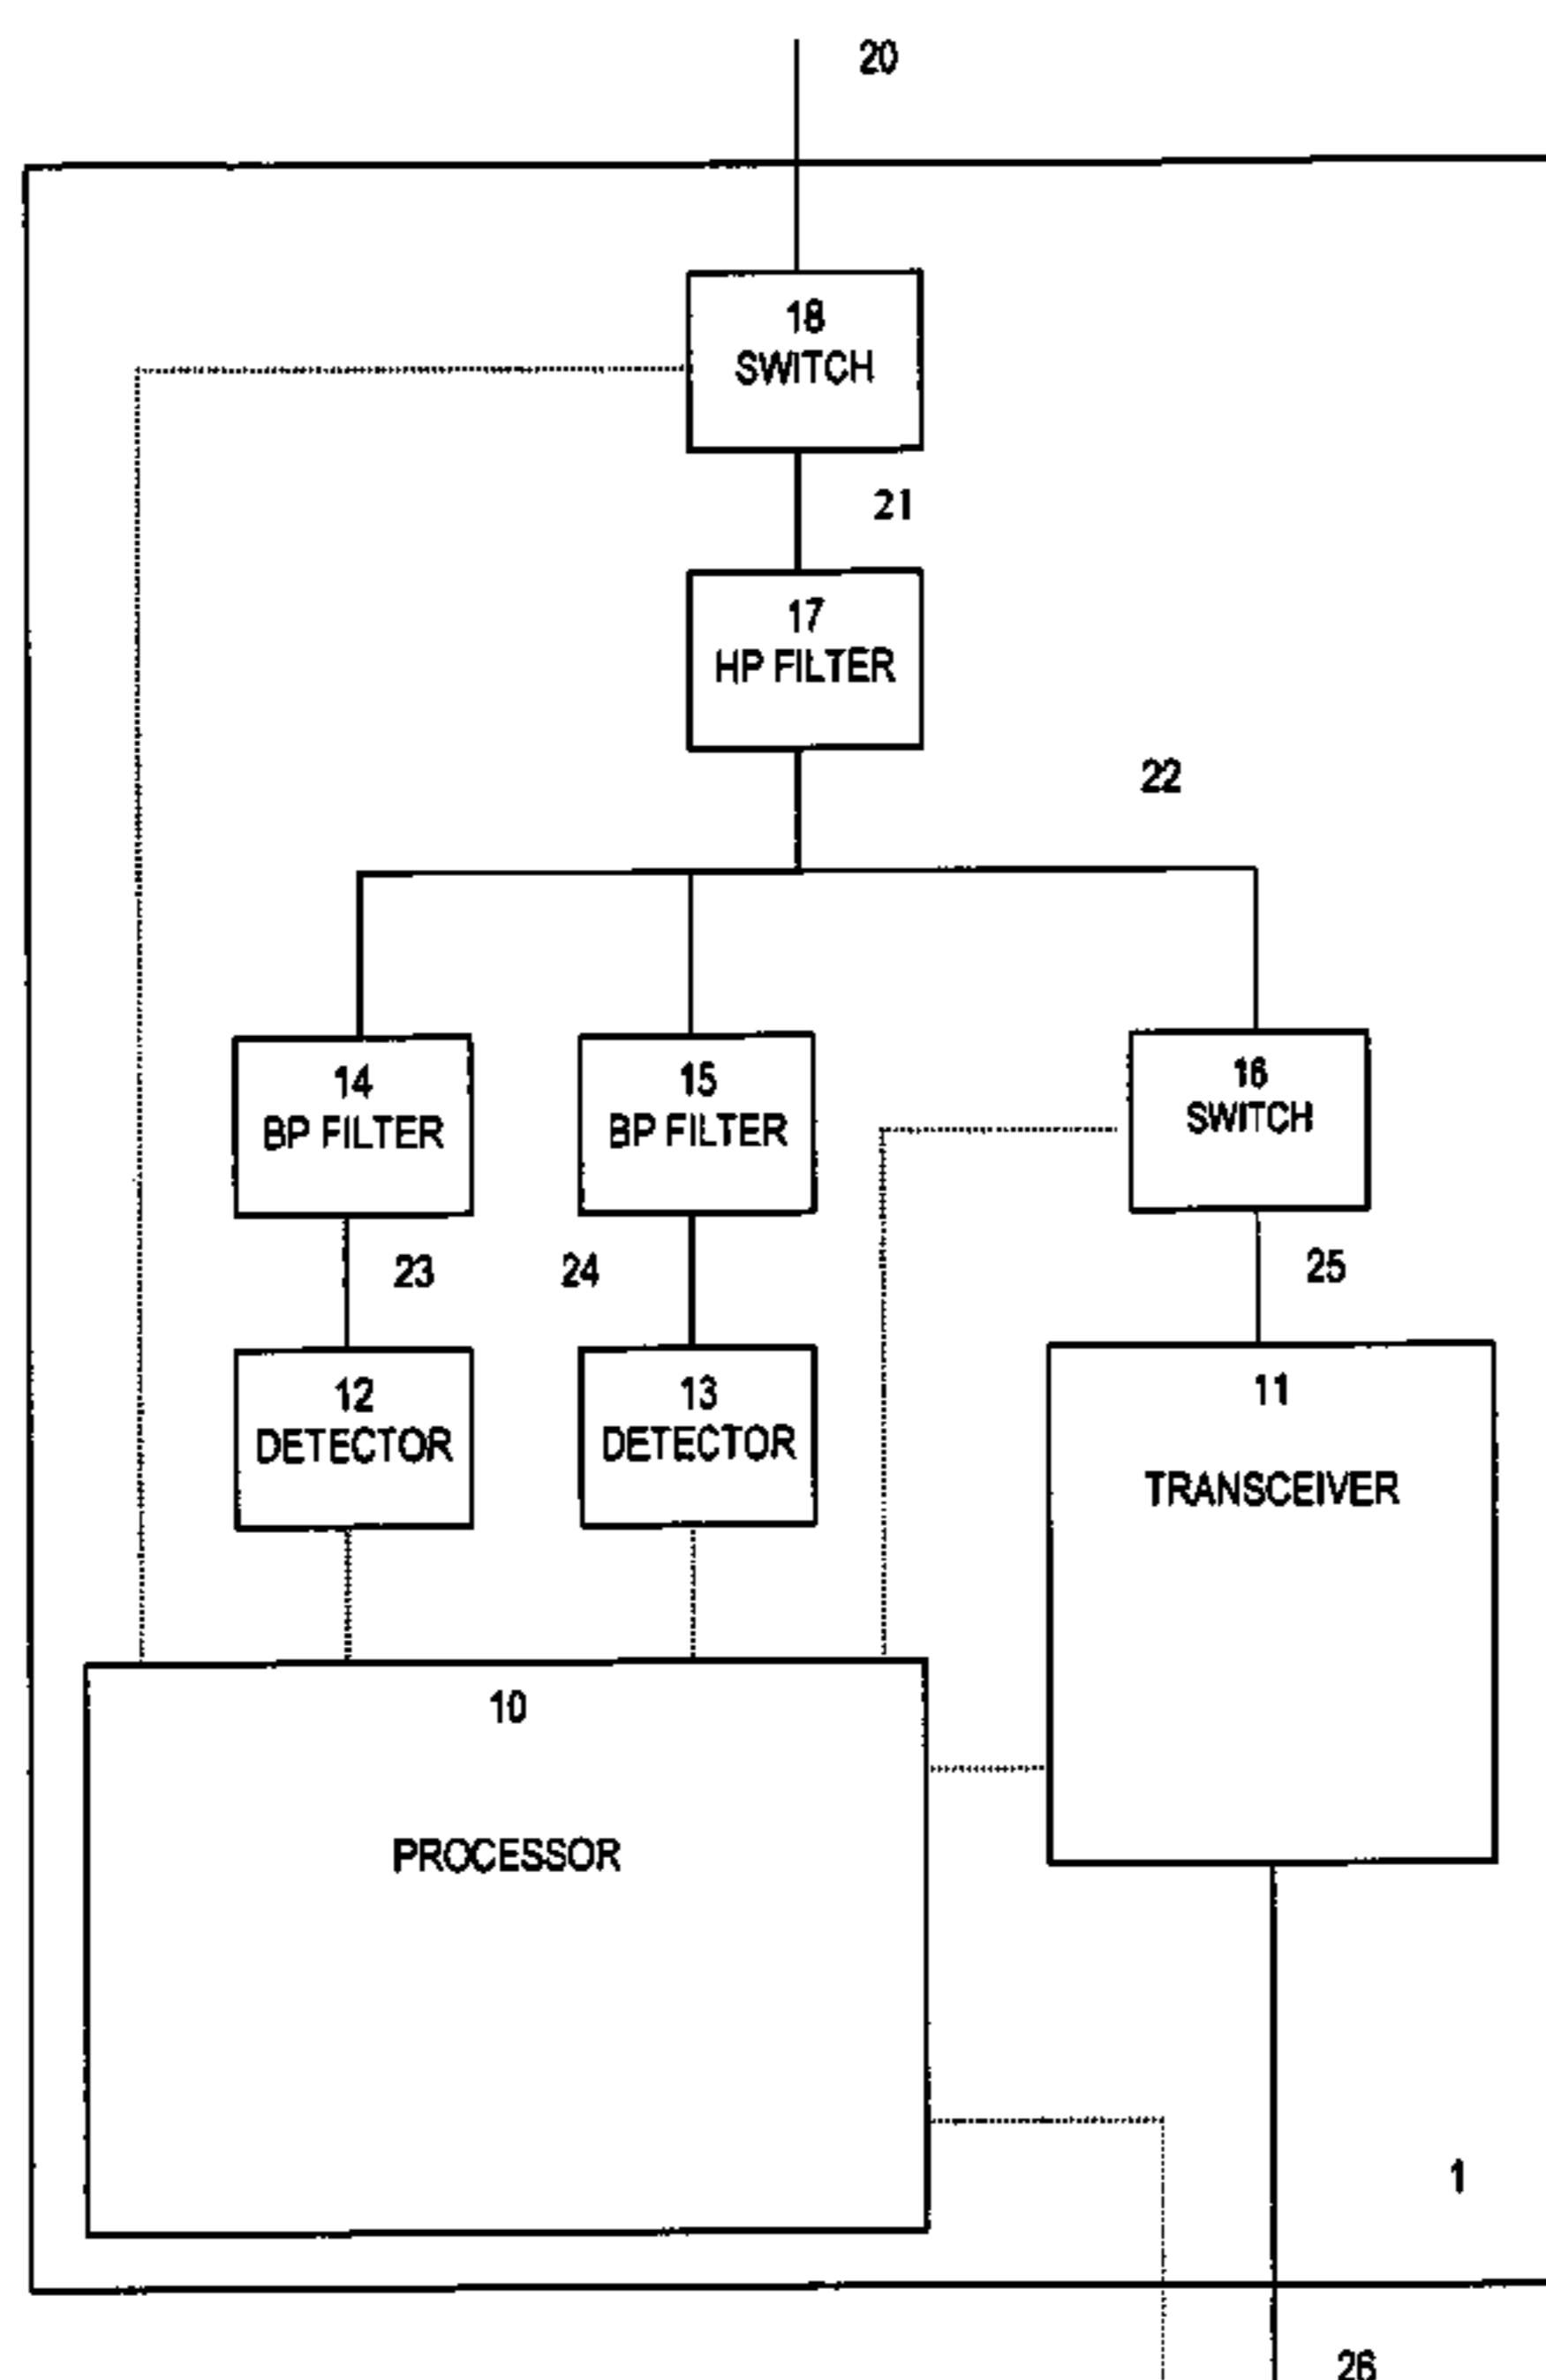 20
18
SWITCH
21
17
HP FILTER
22
14
BP FILTER
15
BP FILTER
16
SWITCH
23
24
25
12
DETECTOR
13
DETECTOR
11
TRANSCEIVER
10
PROCESSOR
1
26